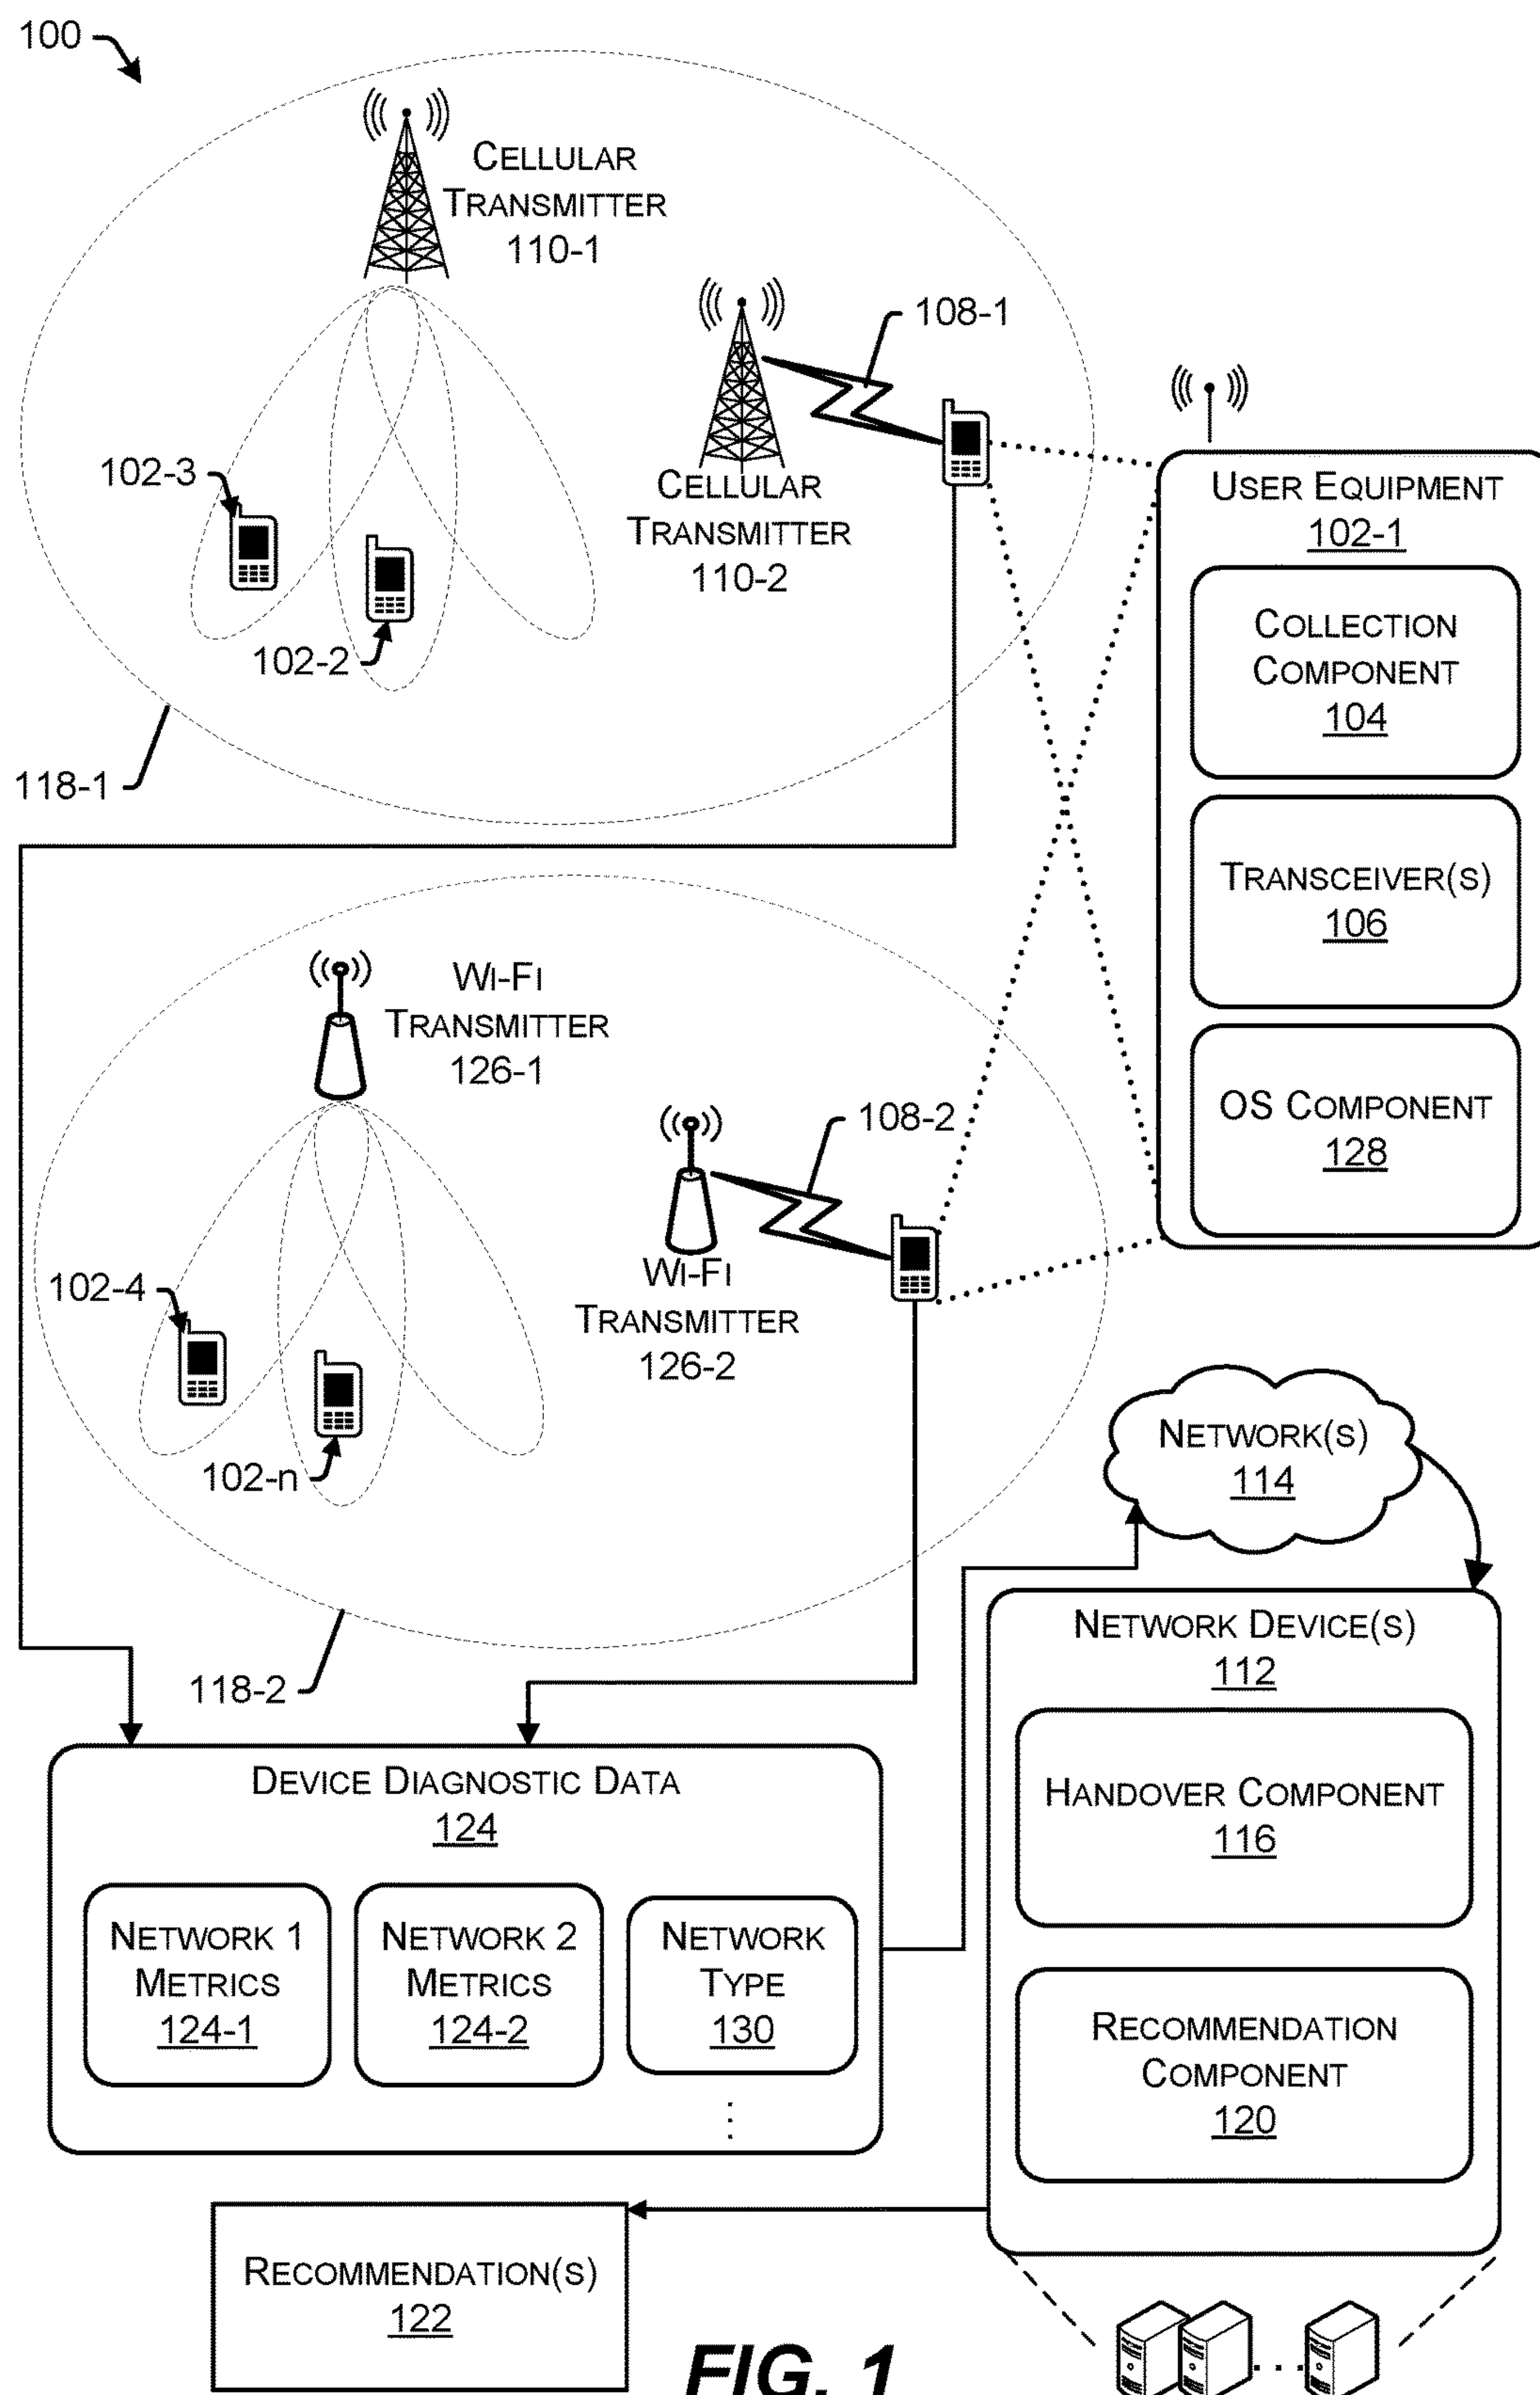 100
CELLULAR
TRANSMITTER
110-1
108-1
102-3
CELLULAR
TRANSMITTER
110-2
102-2
118-1
USER EQUIPMENT
102-1
COLLECTION
COMPONENT
104
TRANSCEIVER(S)
106
OS COMPONENT
128
WI-FI
TRANSMITTER
126-1
108-2
102-4
WI-FI
TRANSMITTER
126-2
102-n
118-2
NETWORK(S)
114
NETWORK DEVICE(S)
112
HANDOVER COMPONENT
116
RECOMMENDATION
COMPONENT
120
DEVICE DIAGNOSTIC DATA
124
NETWORK 1
METRICS
124-1
NETWORK 2
METRICS
124-2
NETWORK
TYPE
130
RECOMMENDATION(S)
122
FIG. 1